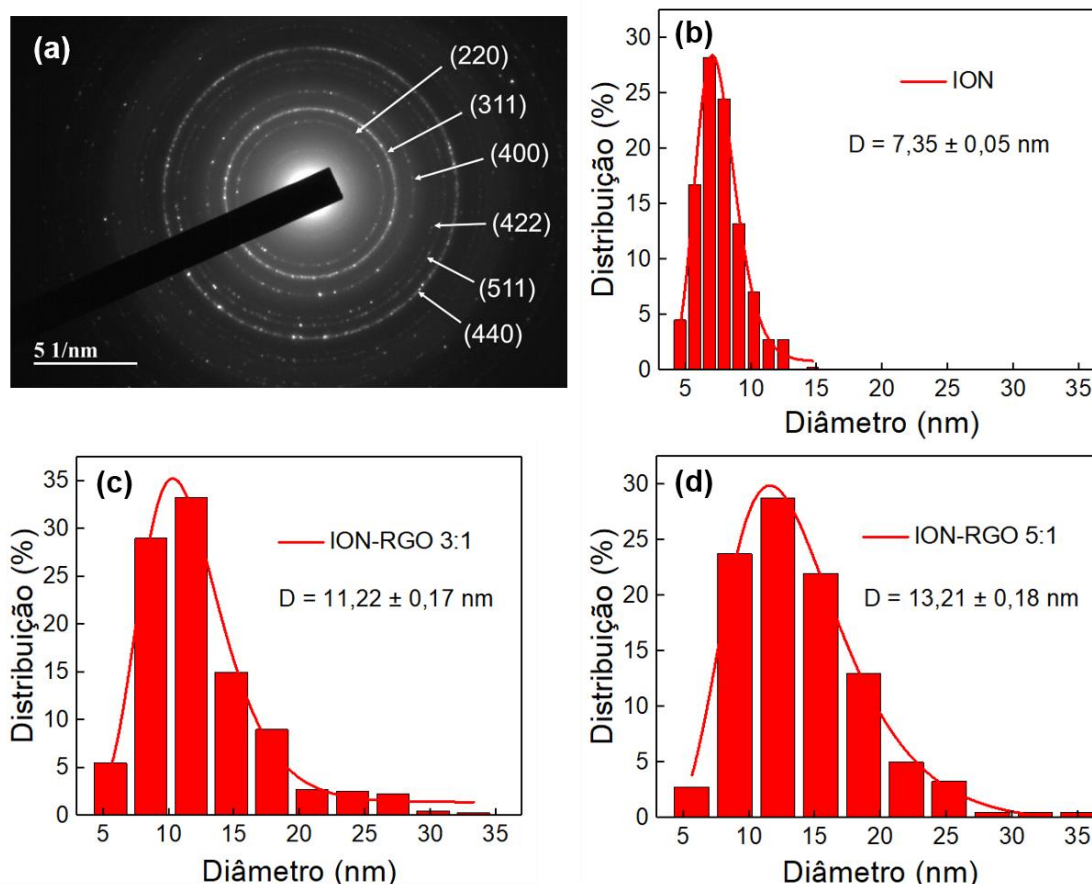 (a)
(220)
(311)
(400)
(422)
(511)
(440)
5 1/nm
(b)
ION
D = 7,35 ± 0,05 nm
Distribuição (%)
0
5
10
15
20
25
30
5 10 15 20 25 30 35
Diâmetro (nm)
(c)
ION-RGO 3:1
D = 11,22 ± 0,17 nm
Distribuição (%)
0
5
10
15
20
25
30
35
5 10 15 20 25 30 35
Diâmetro (nm)
(d)
ION-RGO 5:1
D = 13,21 ± 0,18 nm
Distribuição (%)
0
5
10
15
20
25
30
5 10 15 20 25 30 35
Diâmetro (nm)